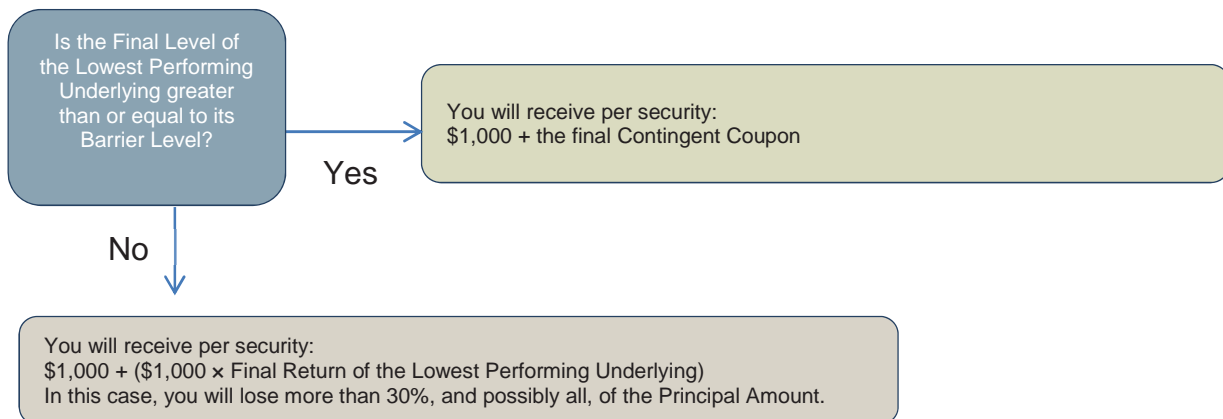 Is the Final Level of
the Lowest Performing
Underlying greater
than or equal to its
Barrier Level?
Yes
You will receive per security:
$1,000 + the final Contingent Coupon
No
You will receive per security:
$1,000 + ($1,000 × Final Return of the Lowest Performing Underlying)
In this case, you will lose more than 30%, and possibly all, of the Principal Amount.